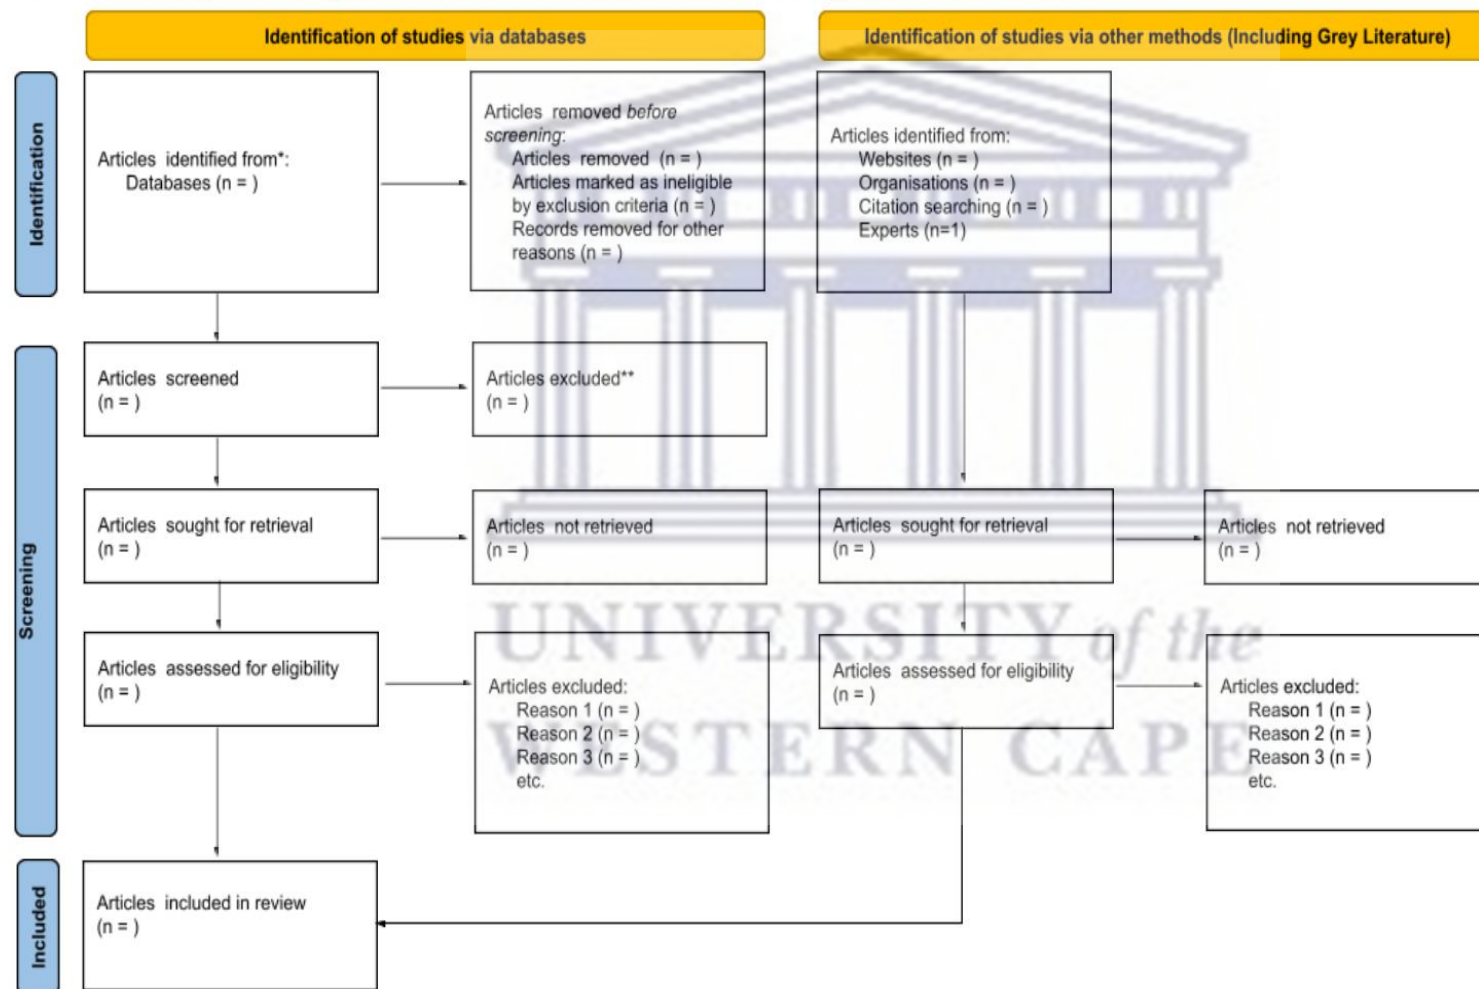 Identification of studies via databases
Identification of studies via other methods (Including Grey Literature)
Identification
Articles identified from*:
Databases (n = )
Articles removed before
screening:
Articles removed (n = )
Articles marked as ineligible
by exclusion criteria (n = )
Records removed for other
reasons (n = )
Articles identified from:
Websites (n = )
Organisations (n = )
Citation searching (n = )
Experts (n=1)
Screening
Articles screened
(n = )
Articles excluded**
(n = )
Articles sought for retrieval
(n = )
Articles not retrieved
(n = )
Articles sought for retrieval
(n = )
Articles not retrieved
(n = )
Articles assessed for eligibility
(n = )
Articles excluded:
Reason 1 (n = )
Reason 2 (n = )
Reason 3 (n = )
etc.
Articles assessed for eligibility
(n = )
Articles excluded:
Reason 1 (n = )
Reason 2 (n = )
Reason 3 (n = )
etc.
Included
Articles included in review
(n = )
UNIVERSITY of the
WESTERN CAPE